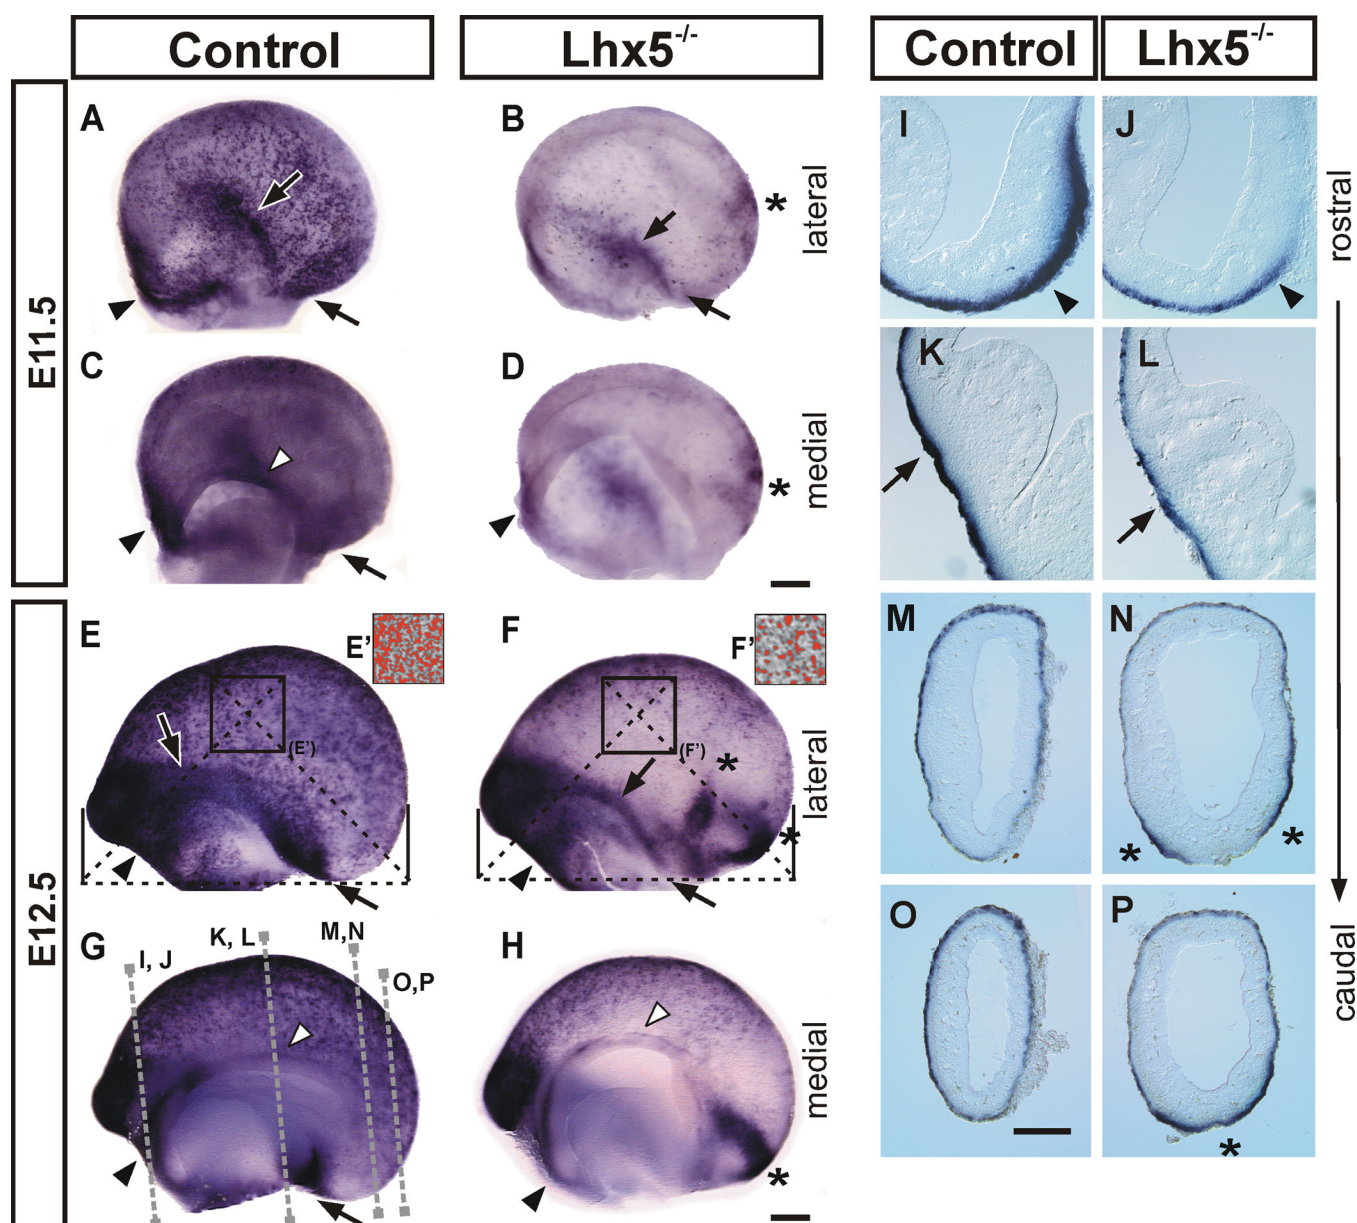 Control
Lhx5-/-
Control
Lhx5-/-
E11.5
E12.5
A
B
*
lateral
C
D
*
medial
E
E'
(E')
F
F'
(F')
*
*
lateral
G
I, J
K, L
M,N
O,P
H
*
medial
I
J
rostral
K
L
M
N
*
*
O
P
*
caudal